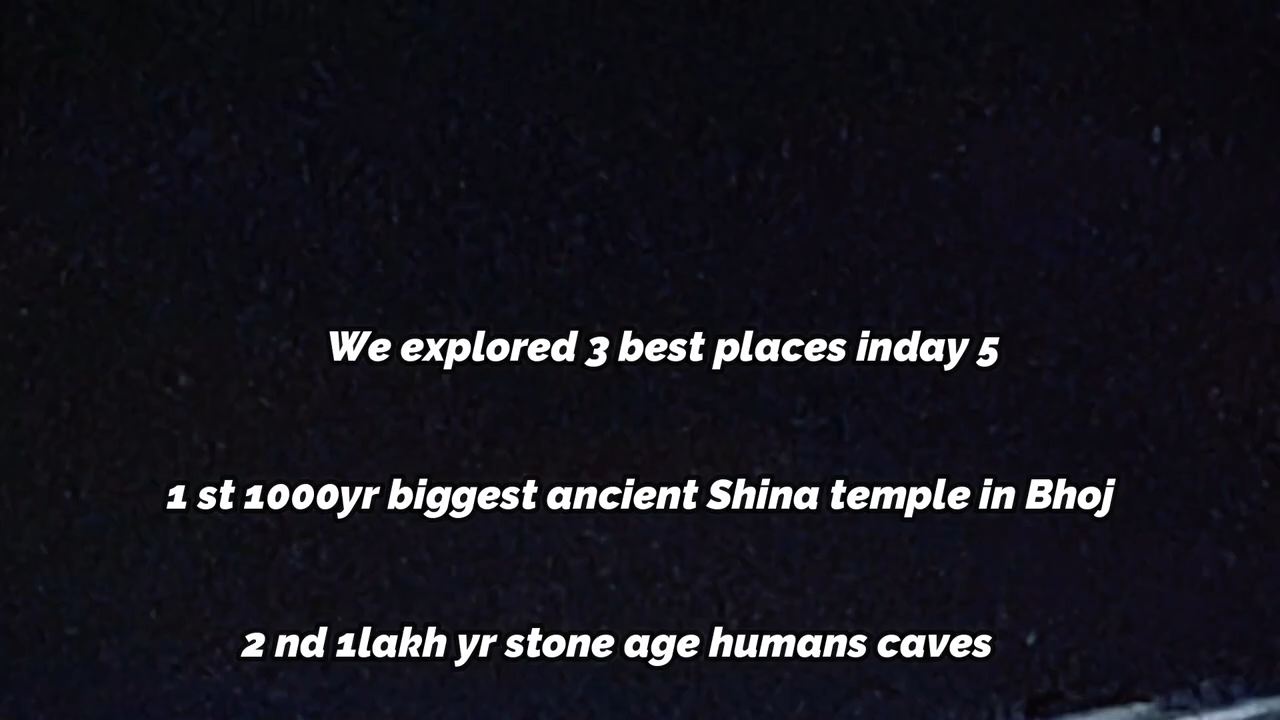 We explored 3 best places inday 5
1 st 1000yr biggest ancient Shina temple in Bhoj
2 nd 1lakh yr stone age humans caves